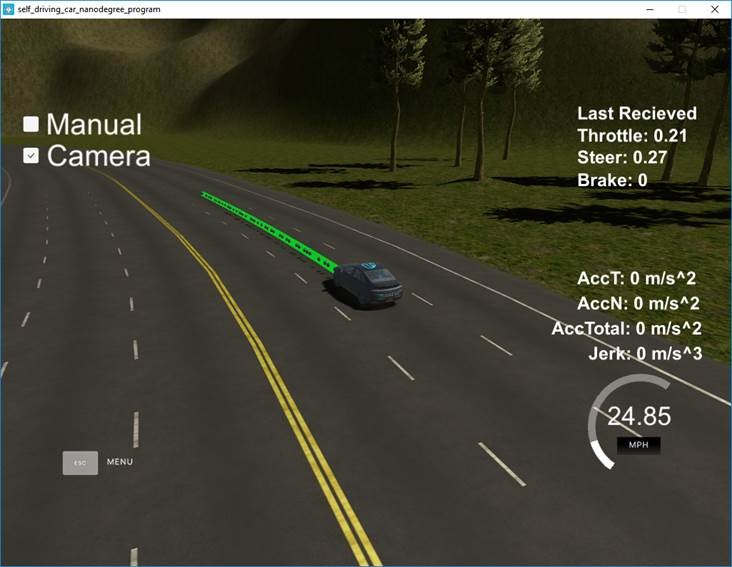 self_driving_car_nanodegree_program
Manual
Camera
Last Recieved
Throttle: 0.21
Steer: 0.27
Brake: 0
AccT: 0 m/s^2
AccN: 0 m/s^2
AccTotal: 0 m/s^2
Jerk: 0 m/s^3
24.85
MPH
ESC MENU